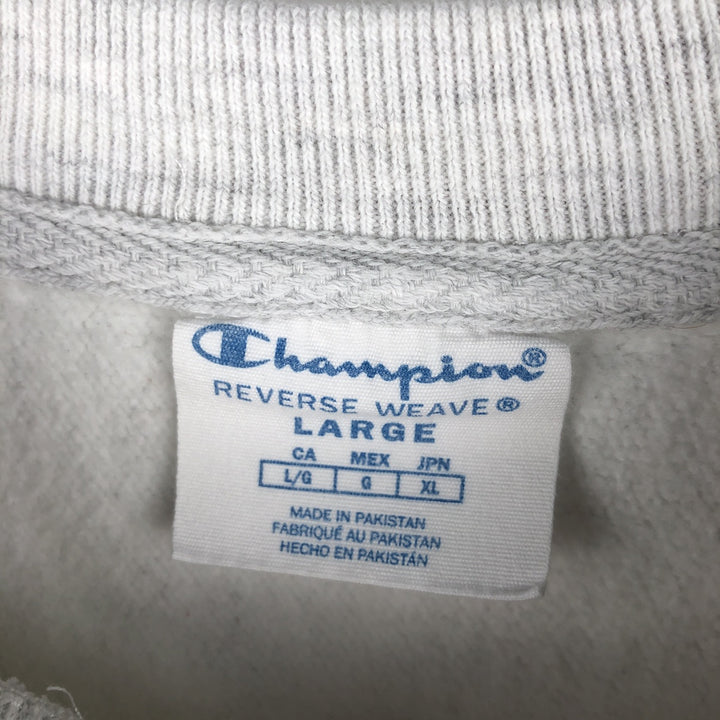 Champion®
REVERSE WEAVE®
LARGE
CA MEX JPN
L/G G XL
MADE IN PAKISTAN
FABRIQUÉ AU PAKISTAN
HECHO EN PAKISTÁN